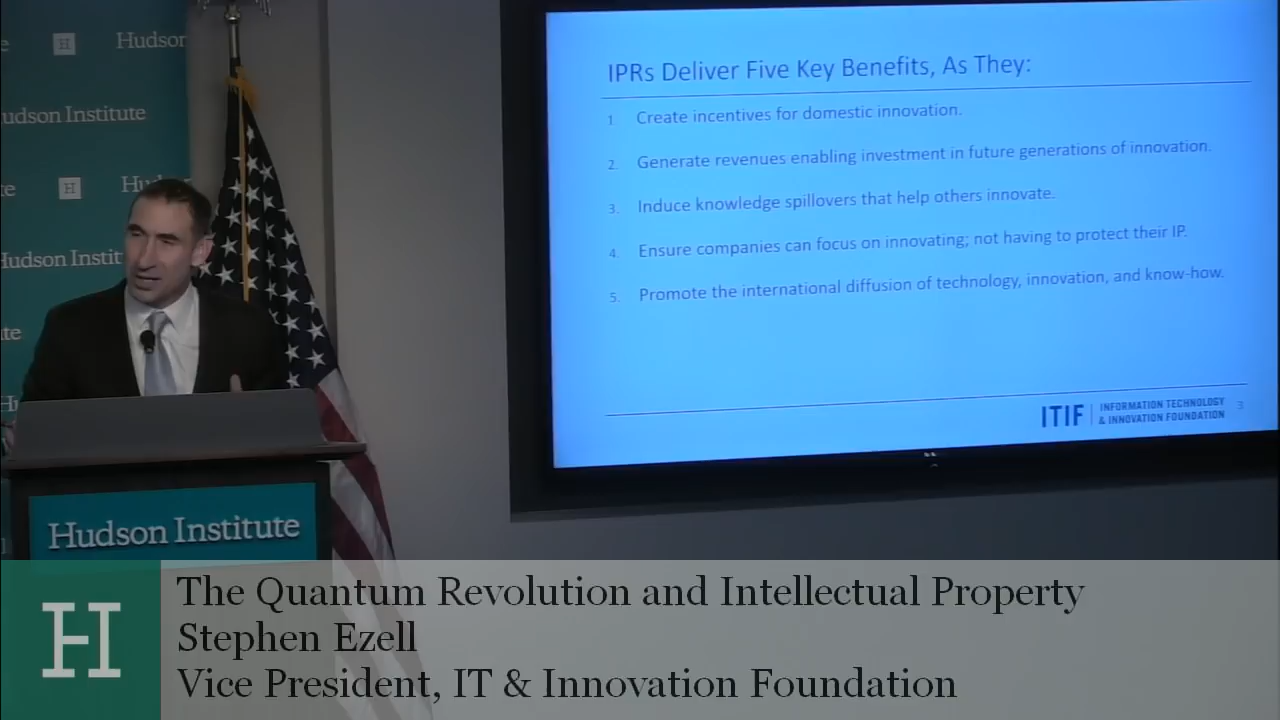 Hudson
udson Institute
Hudson Institute
IPRs Deliver Five Key Benefits, As They:
1. Create incentives for domestic innovation.
2. Generate revenues enabling investment in future generations of innovation.
3. Induce knowledge spillovers that help others innovate.
4. Ensure companies can focus on innovating; not having to protect their IP.
5. Promote the international diffusion of technology, innovation, and know-how.
ITIF
INFORMATION TECHNOLOGY
& INNOVATION FOUNDATION
3
Hudson Institute
H
The Quantum Revolution and Intellectual Property
Stephen Ezell
Vice President, IT & Innovation Foundation